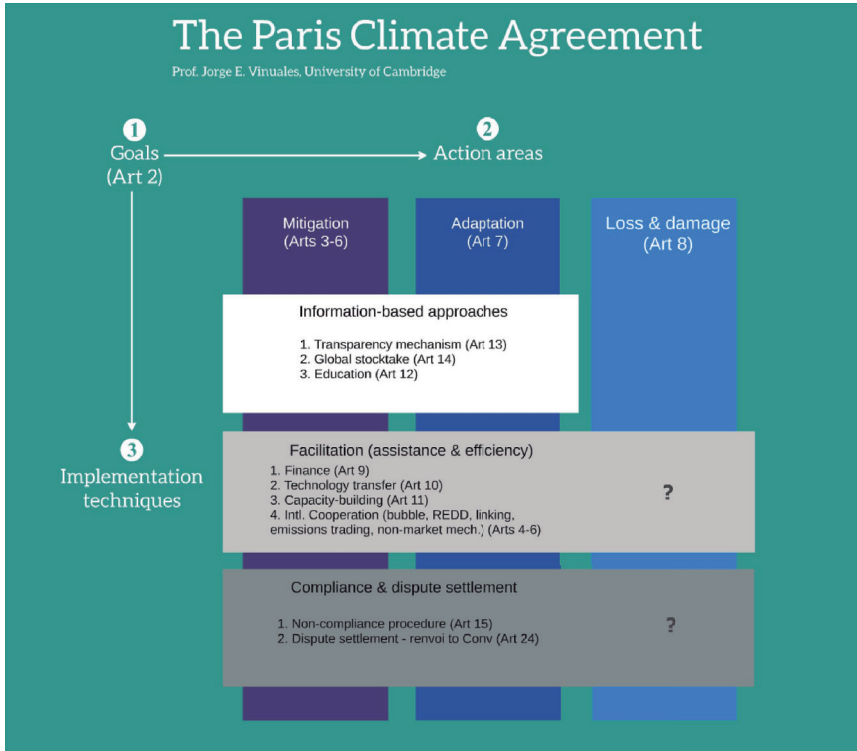 The Paris Climate Agreement
Prof. Jorge E. Vinuales, University of Cambridge
1
Goals
(Art 2)
2
Action areas
Mitigation
(Arts 3-6)
Adaptation
(Art 7)
Loss & damage
(Art 8)
Information-based approaches
1. Transparency mechanism (Art 13)
2. Global stocktake (Art 14)
3. Education (Art 12)
3
Implementation
techniques
Facilitation (assistance & efficiency)
1. Finance (Art 9)
2. Technology transfer (Art 10)
3. Capacity-building (Art 11)
4. Intl. Cooperation (bubble, REDD, linking,
emissions trading, non-market mech.) (Arts 4-6)
?
Compliance & dispute settlement
1. Non-compliance procedure (Art 15)
2. Dispute settlement - renvoi to Conv (Art 24)
?